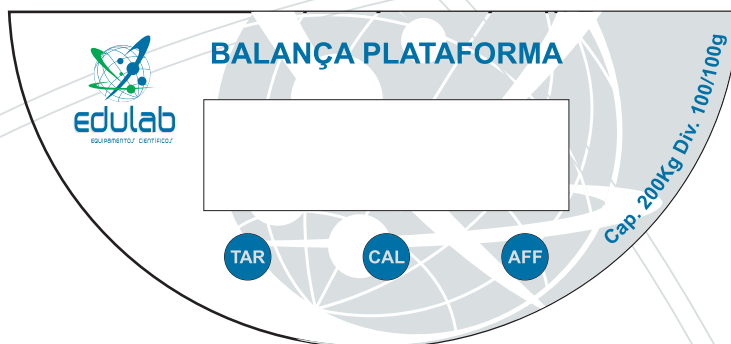 BALANÇA PLATAFORMA
edulab
EQUIPAMENTOS CIENTÍFICOS
Cap. 200Kg Div. 100/100g
TAR
CAL
AFF